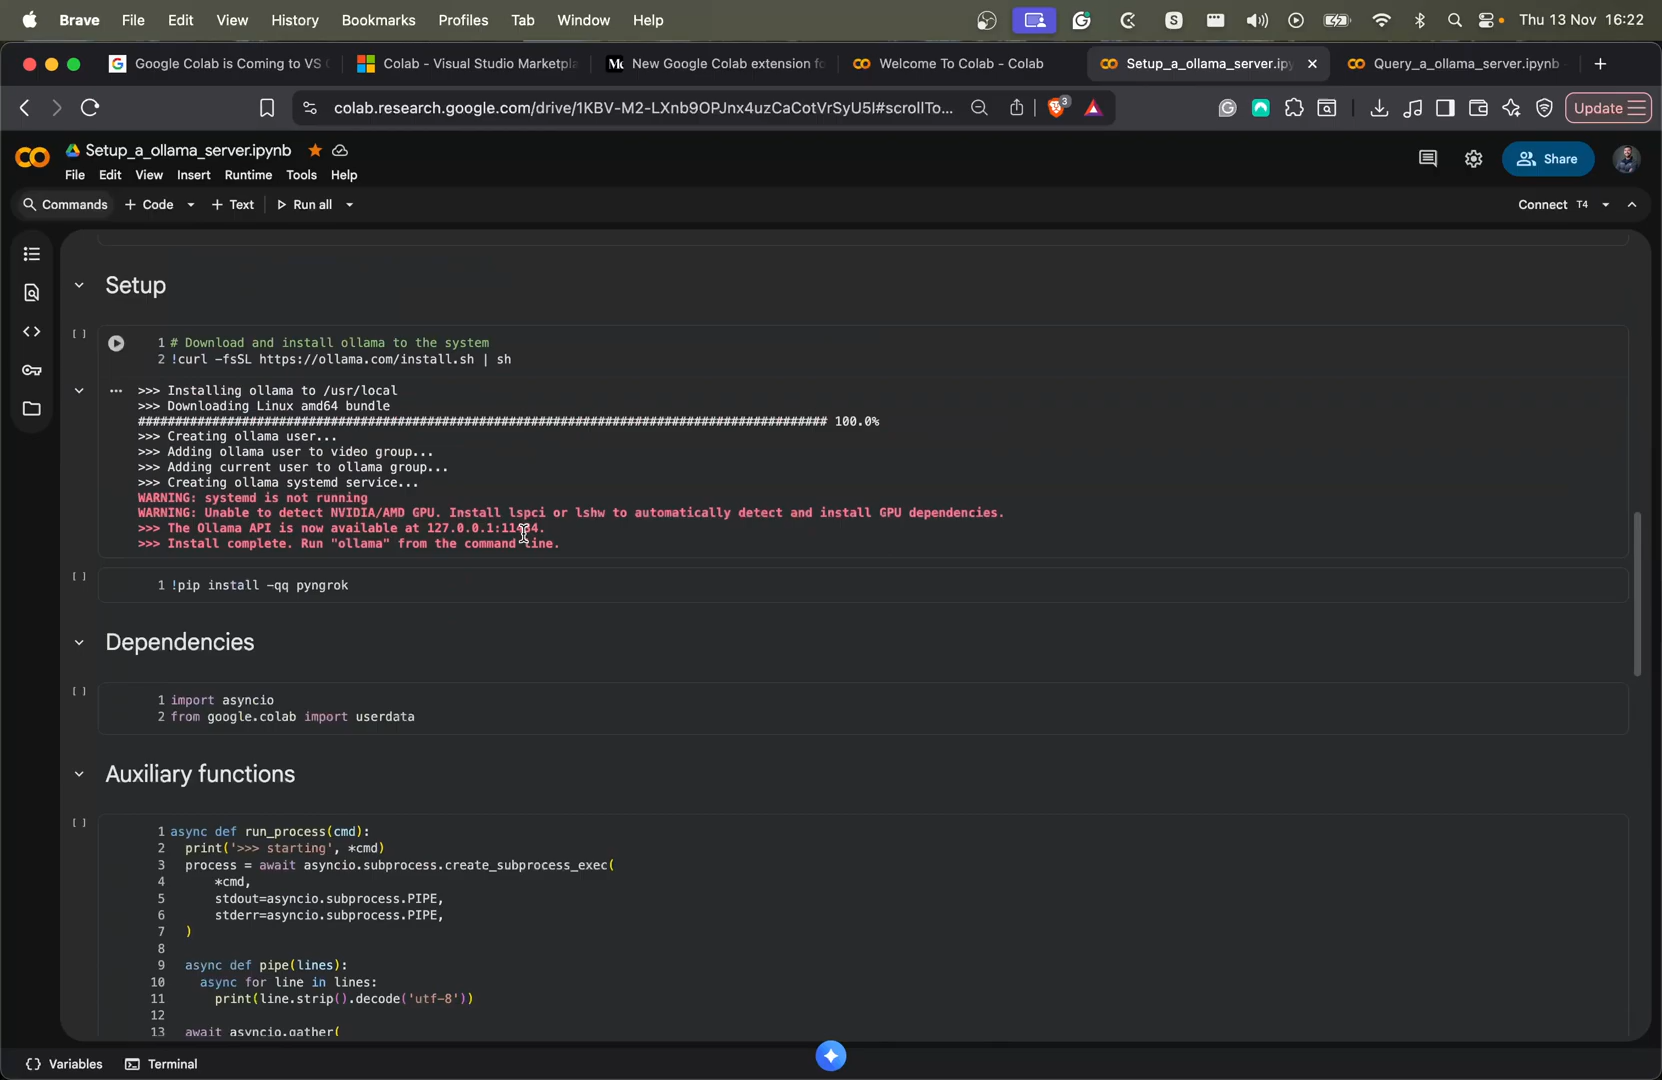 Brave File Edit View History Bookmarks Profiles Tab Window Help Thu 13 Nov 16:22
Google Colab is Coming to VS Colab - Visual Studio Marketpla New Google Colab extension fo Welcome To Colab - Colab Setup_a_ollama_server.ipy Query_a_ollama_server.ipynb
colab.research.google.com/drive/1KBV-M2-LXnb9OPJnx4uzCaCotVrSyU5I#scrollTo... 3 Update
Setup_a_ollama_server.ipynb
File Edit View Insert Runtime Tools Help
Share
Commands + Code + Text Run all Connect T4
Setup
[ ]
1 # Download and install ollama to the system
2 !curl -fsSL https://ollama.com/install.sh | sh
>>> Installing ollama to /usr/local
>>> Downloading Linux amd64 bundle
############################################################################################# 100.0%
>>> Creating ollama user...
>>> Adding ollama user to video group...
>>> Adding current user to ollama group...
>>> Creating ollama systemd service...
WARNING: systemd is not running
WARNING: Unable to detect NVIDIA/AMD GPU. Install lspci or lshw to automatically detect and install GPU dependencies.
>>> The Ollama API is now available at 127.0.0.1:11434.
>>> Install complete. Run "ollama" from the command line.
[ ]
1 !pip install -qq pyngrok
Dependencies
[ ]
1 import asyncio
2 from google.colab import userdata
Auxiliary functions
[ ]
1 async def run_process(cmd):
2 print('>>> starting', *cmd)
3 process = await asyncio.subprocess.create_subprocess_exec(
4 *cmd,
5 stdout=asyncio.subprocess.PIPE,
6 stderr=asyncio.subprocess.PIPE,
7 )
8
9 async def pipe(lines):
10 async for line in lines:
11 print(line.strip().decode('utf-8'))
12
13 await asyncio.gather(
Variables Terminal